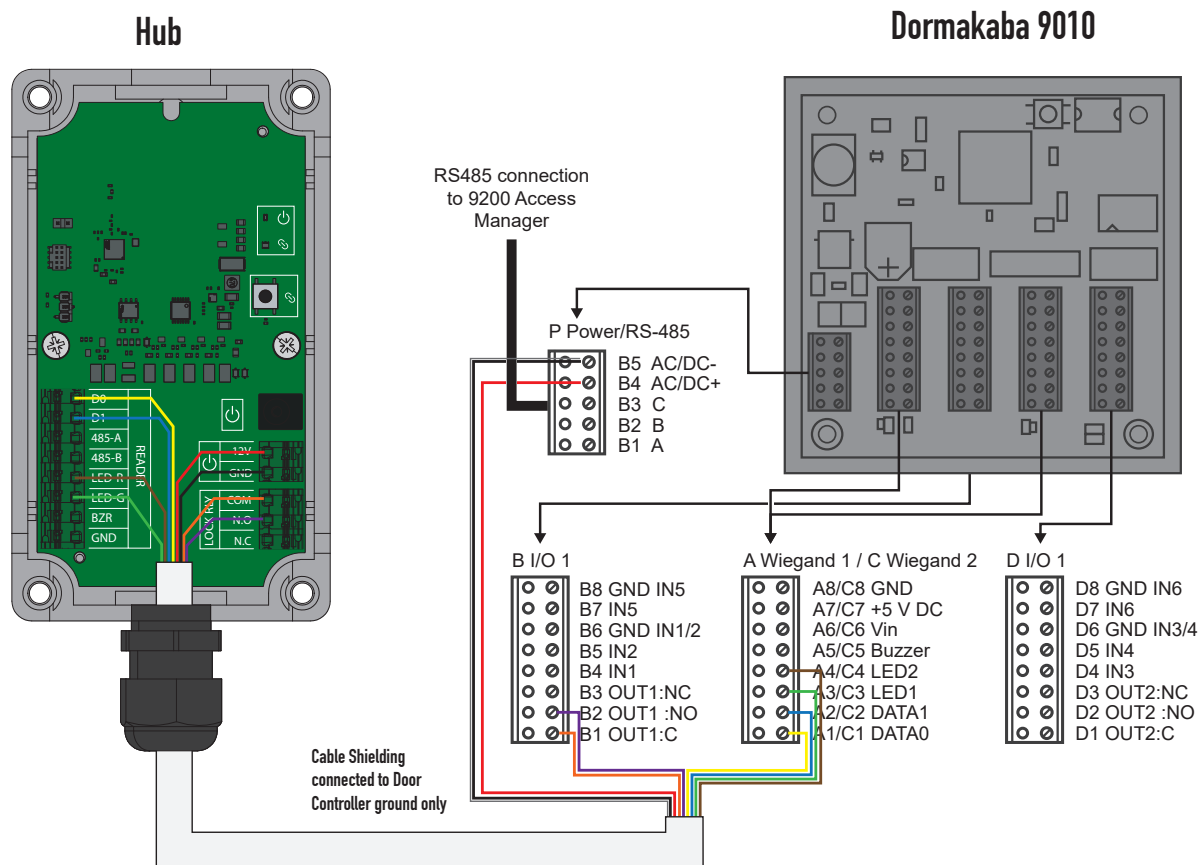 Hub
Dormakaba 9010
RS485 connection
to 9200 Access
Manager
P Power/RS-485
B5 AC/DC-
B4 AC/DC+
B3 C
B2 B
B1 A
D0
D1
485-A
485-B
LED-R
LED-G
BZR
GND
READER
12V
GND
LOCK RLY
COM
N.O
N.C
B I/O 1
B8 GND IN5
B7 IN5
B6 GND IN1/2
B5 IN2
B4 IN1
B3 OUT1:NC
B2 OUT1 :NO
B1 OUT1:C
A Wiegand 1 / C Wiegand 2
A8/C8 GND
A7/C7 +5 V DC
A6/C6 Vin
A5/C5 Buzzer
A4/C4 LED2
A3/C3 LED1
A2/C2 DATA1
A1/C1 DATA0
D I/O 1
D8 GND IN6
D7 IN6
D6 GND IN3/4
D5 IN4
D4 IN3
D3 OUT2:NC
D2 OUT2 :NO
D1 OUT2:C
Cable Shielding
connected to Door
Controller ground only